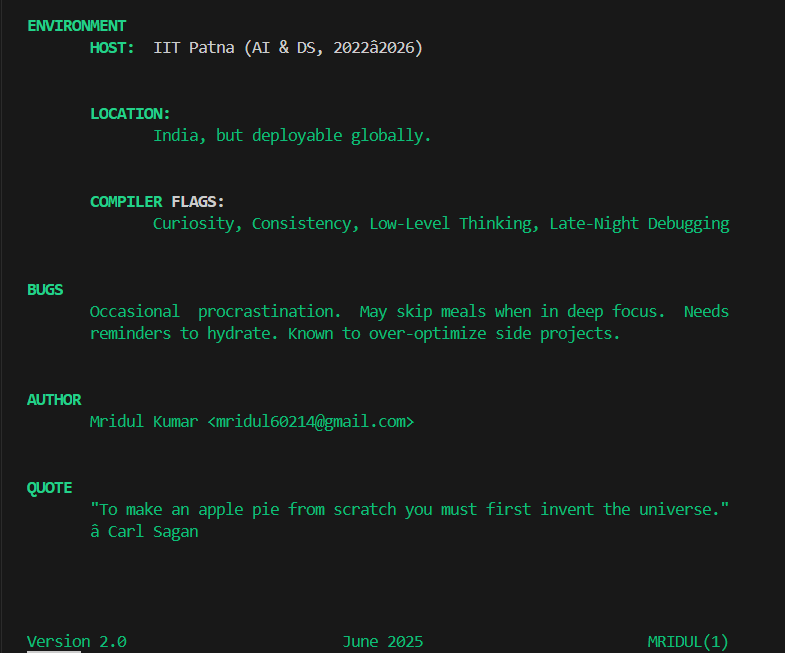 ENVIRONMENT
HOST: IIT Patna (AI & DS, 2022â2026)
LOCATION:
India, but deployable globally.
COMPILER FLAGS:
Curiosity, Consistency, Low-Level Thinking, Late-Night Debugging
BUGS
Occasional procrastination. May skip meals when in deep focus. Needs
reminders to hydrate. Known to over-optimize side projects.
AUTHOR
Mridul Kumar <mridul60214@gmail.com>
QUOTE
"To make an apple pie from scratch you must first invent the universe."
â Carl Sagan
Version 2.0 June 2025 MRIDUL(1)